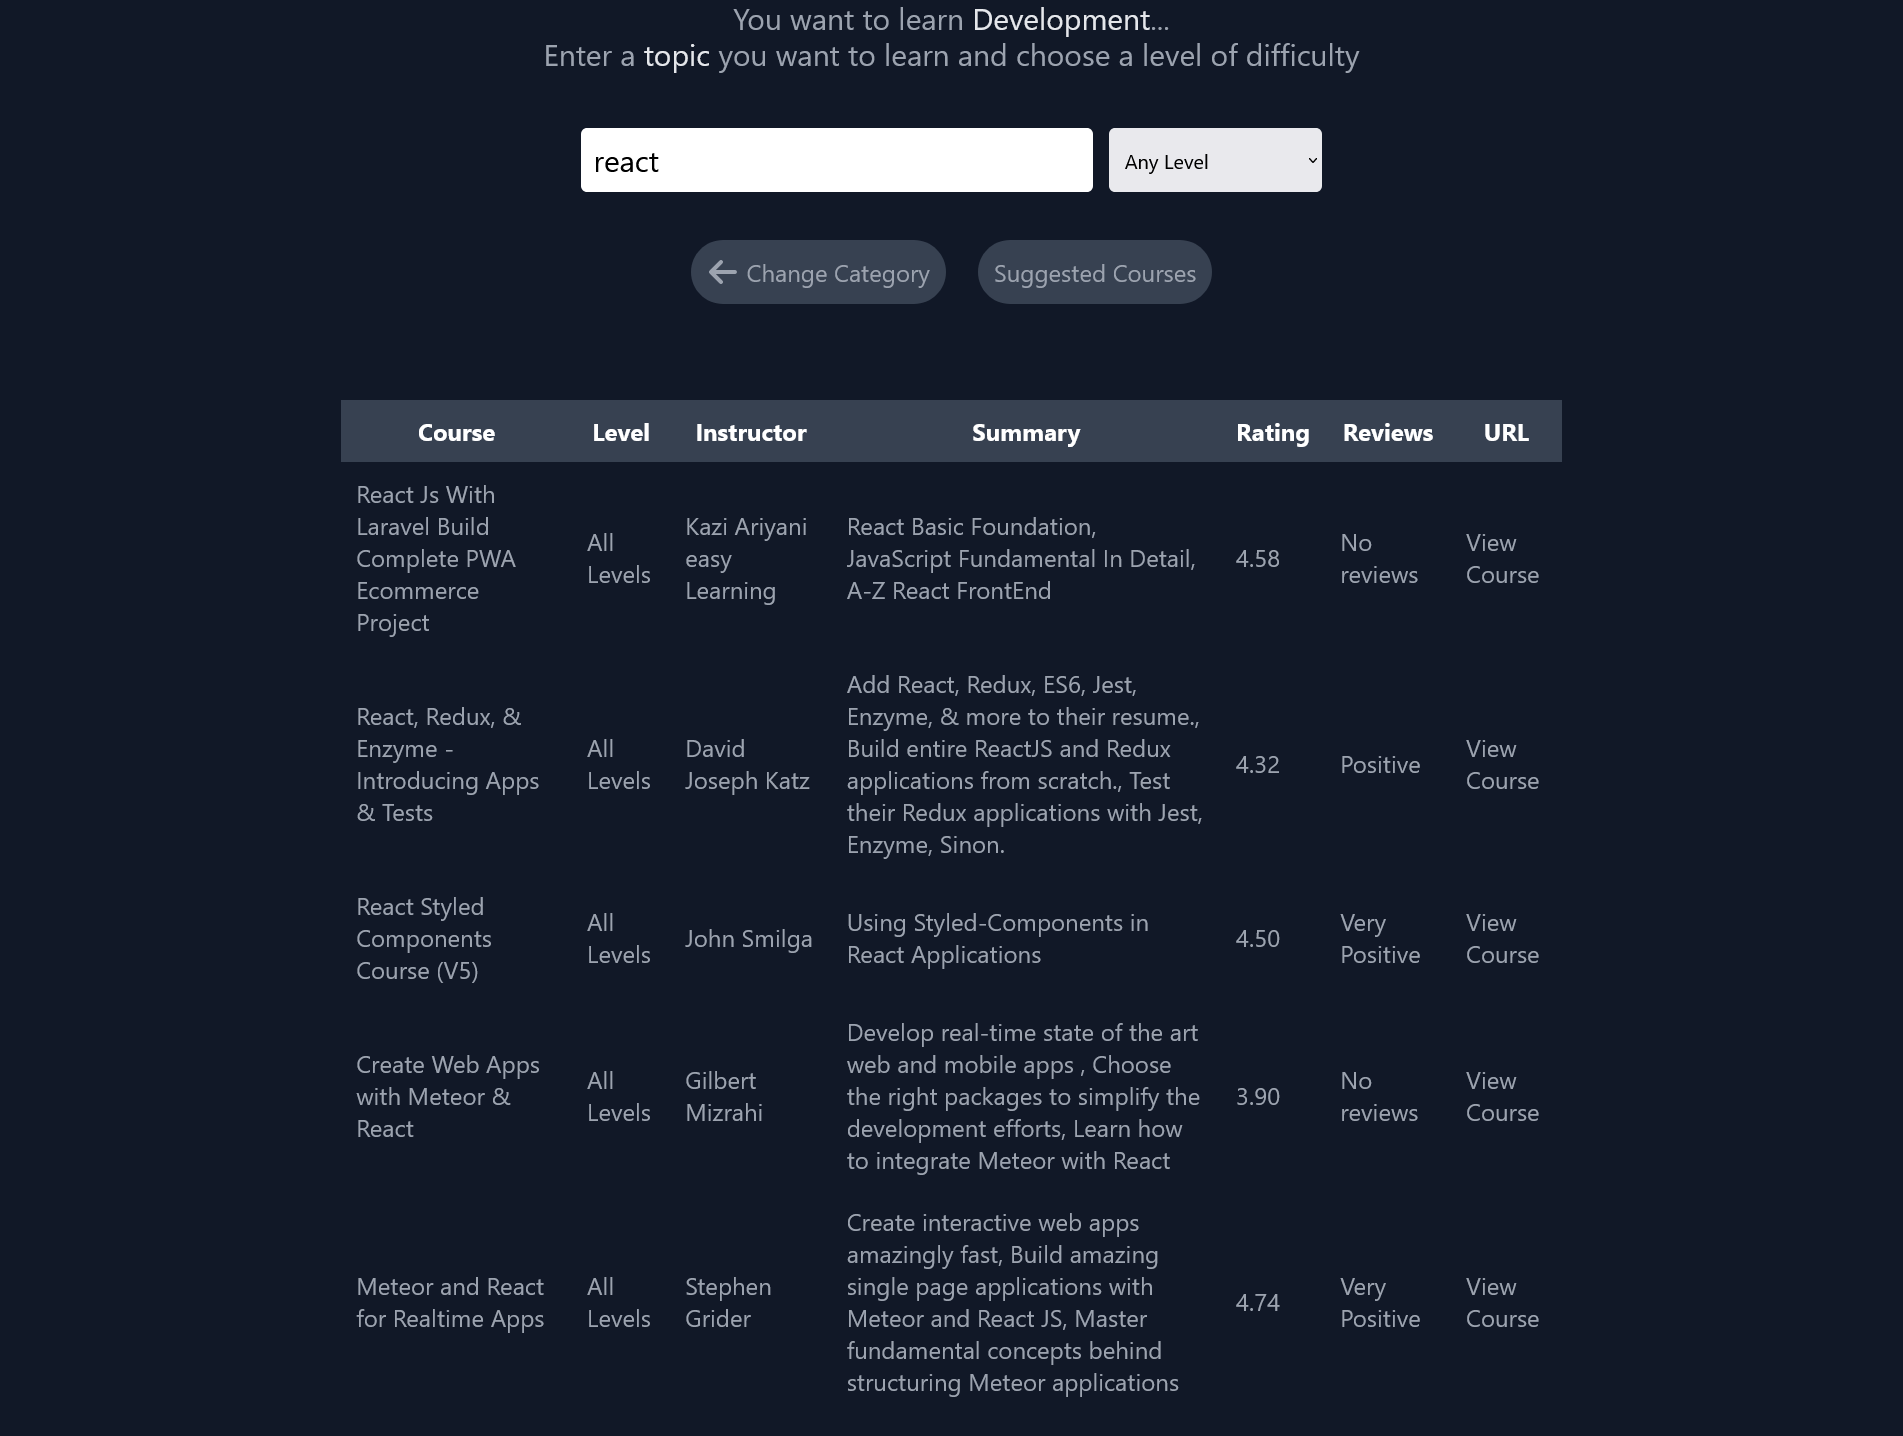 You want to learn Development...
Enter a topic you want to learn and choose a level of difficulty
react
Any Level
Change Category
Suggested Courses
Course Level Instructor Summary Rating Reviews URL
React Js With
Laravel Build
Complete PWA
Ecommerce
Project
All
Levels
Kazi Ariyani
easy
Learning
React Basic Foundation,
JavaScript Fundamental In Detail,
A-Z React FrontEnd
4.58
No
reviews
View
Course
React, Redux, &
Enzyme -
Introducing Apps
& Tests
All
Levels
David
Joseph Katz
Add React, Redux, ES6, Jest,
Enzyme, & more to their resume.,
Build entire ReactJS and Redux
applications from scratch., Test
their Redux applications with Jest,
Enzyme, Sinon.
4.32
Positive
View
Course
React Styled
Components
Course (V5)
All
Levels
John Smilga
Using Styled-Components in
React Applications
4.50
Very
Positive
View
Course
Create Web Apps
with Meteor &
React
All
Levels
Gilbert
Mizrahi
Develop real-time state of the art
web and mobile apps , Choose
the right packages to simplify the
development efforts, Learn how
to integrate Meteor with React
3.90
No
reviews
View
Course
Meteor and React
for Realtime Apps
All
Levels
Stephen
Grider
Create interactive web apps
amazingly fast, Build amazing
single page applications with
Meteor and React JS, Master
fundamental concepts behind
structuring Meteor applications
4.74
Very
Positive
View
Course